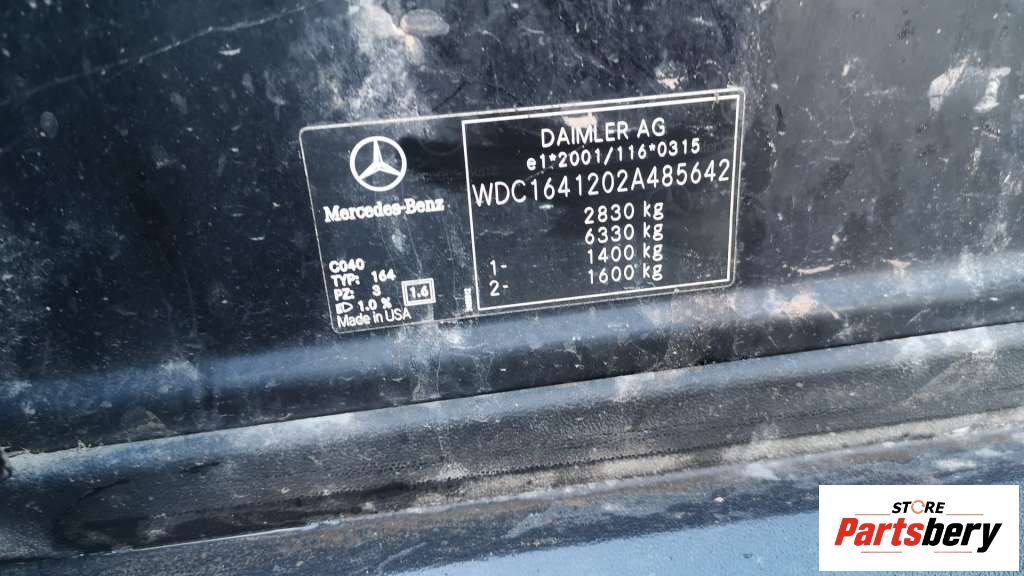 Mercedes-Benz
C040
TYP: 164
PZ: 3
1.0 %
1.6
Made in USA
DAIMLER AG
e1*2001/116*0315
WDC1641202A485642
2830 kg
6330 kg
1- 1400 kg
2- 1600 kg
STORE
Partsbery